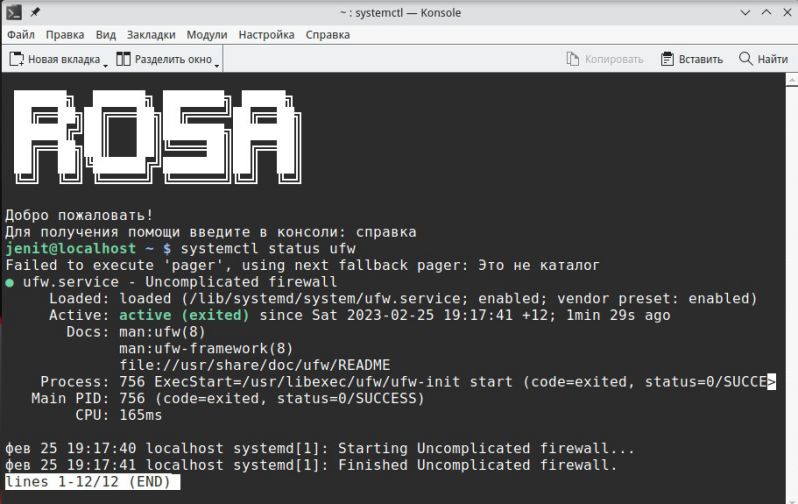 ~ : systemctl — Konsole
Файл Правка Вид Закладки Модули Настройка Справка
Новая вкладка Разделить окно Копировать Вставить Найти
ROSA
Добро пожаловать!
Для получения помощи введите в консоли: справка
jenit@localhost ~ $ systemctl status ufw
Failed to execute 'pager', using next fallback pager: Это не каталог
● ufw.service - Uncomplicated firewall
Loaded: loaded (/lib/systemd/system/ufw.service; enabled; vendor preset: enabled)
Active: active (exited) since Sat 2023-02-25 19:17:41 +12; 1min 29s ago
Docs: man:ufw(8)
man:ufw-framework(8)
file://usr/share/doc/ufw/README
Process: 756 ExecStart=/usr/libexec/ufw/ufw-init start (code=exited, status=0/SUCCE>
Main PID: 756 (code=exited, status=0/SUCCESS)
CPU: 165ms
фев 25 19:17:40 localhost systemd[1]: Starting Uncomplicated firewall...
фев 25 19:17:41 localhost systemd[1]: Finished Uncomplicated firewall.
lines 1-12/12 (END)